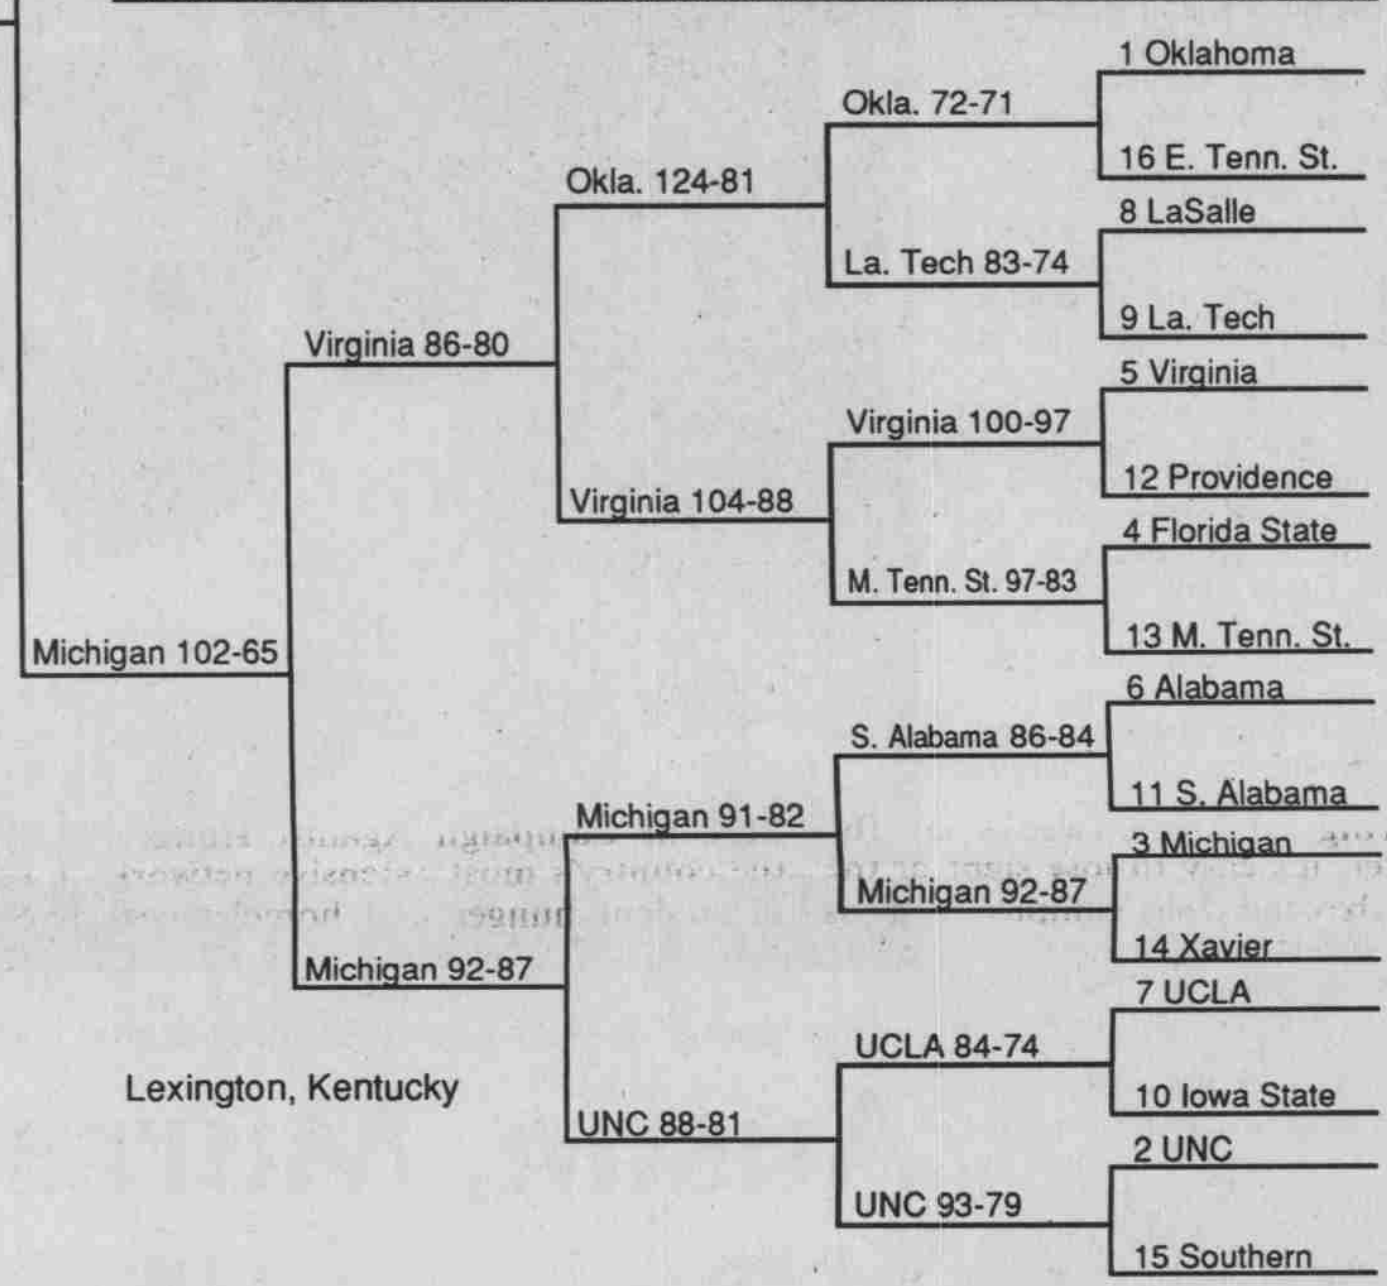 1 Oklahoma
Okla. 72-71
16 E. Tenn. St.
Okla. 124-81
8 LaSalle
La. Tech 83-74
9 La. Tech
Virginia 86-80
5 Virginia
Virginia 100-97
12 Providence
Virginia 104-88
4 Florida State
M. Tenn. St. 97-83
13 M. Tenn. St.
Michigan 102-65
6 Alabama
S. Alabama 86-84
11 S. Alabama
Michigan 91-82
3 Michigan
Michigan 92-87
14 Xavier
Michigan 92-87
7 UCLA
UCLA 84-74
10 Iowa State
Lexington, Kentucky
UNC 88-81
2 UNC
UNC 93-79
15 Southern